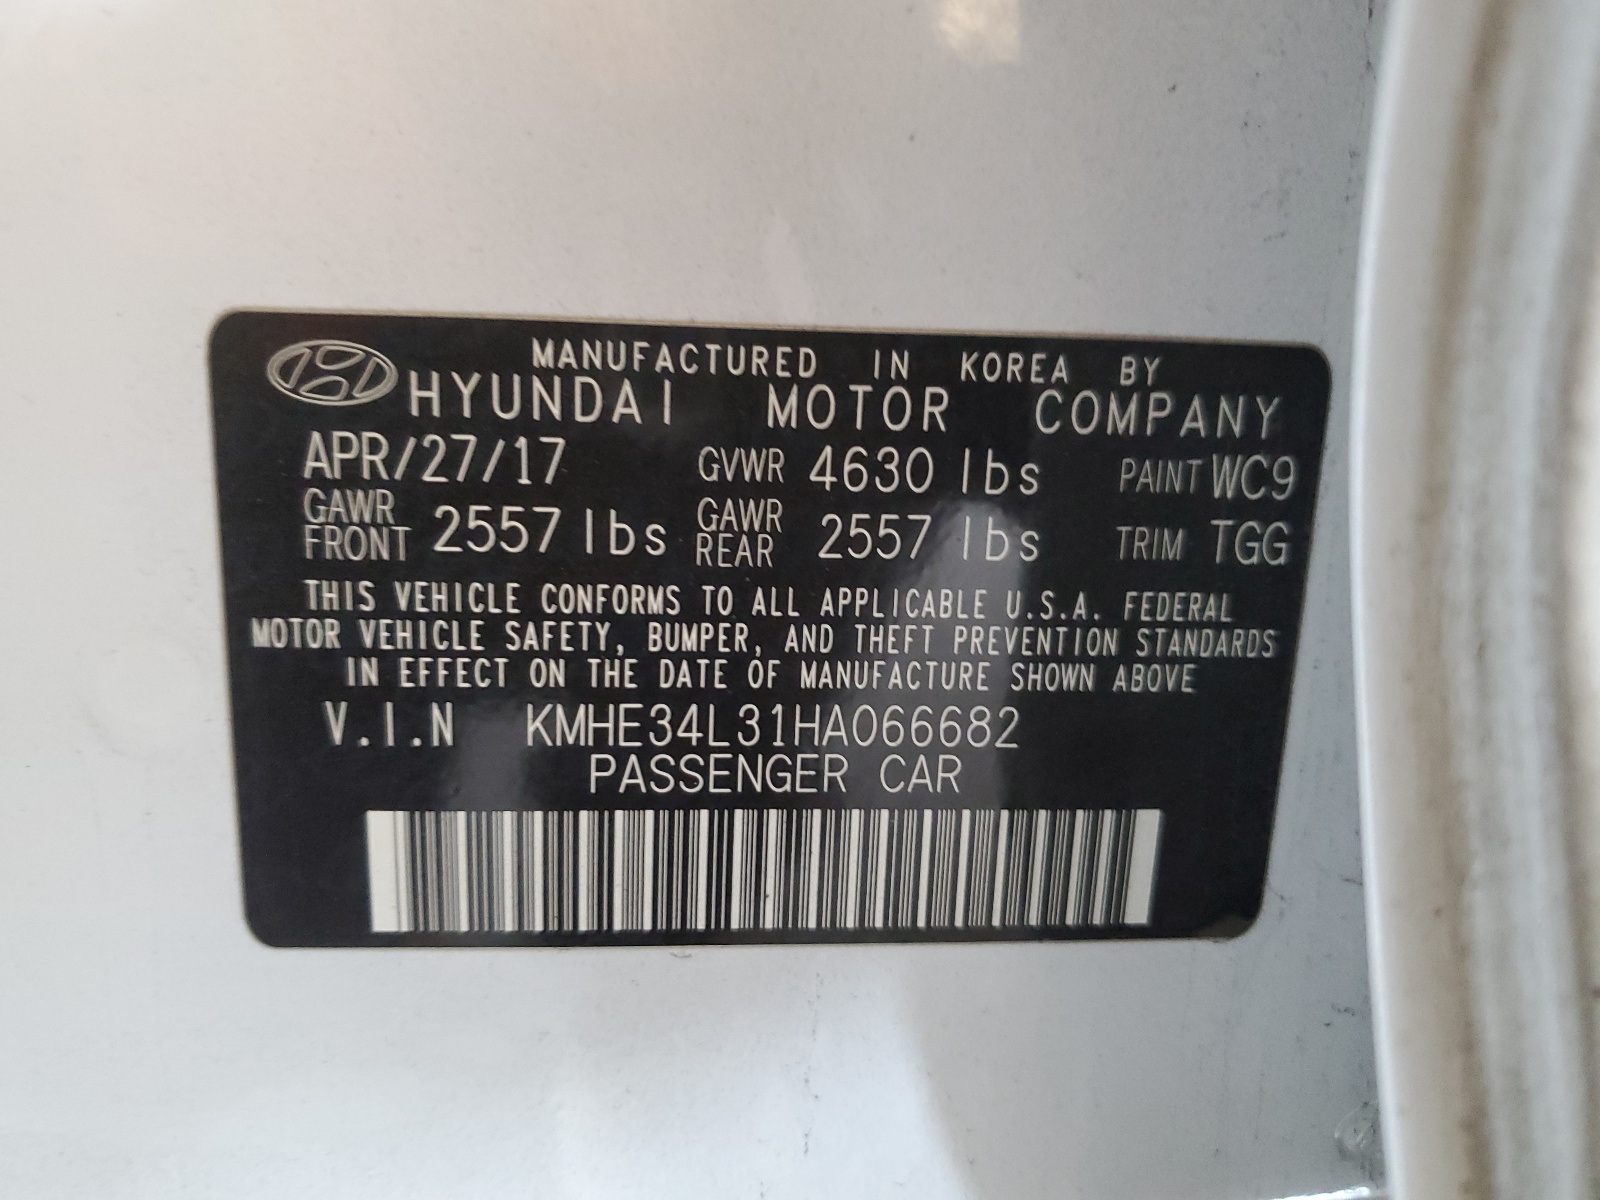 MANUFACTURED IN KOREA BY
HYUNDAI MOTOR COMPANY
APR/27/17 GVWR 4630 lbs PAINT WC9
GAWR FRONT 2557 lbs GAWR REAR 2557 lbs TRIM TGG
THIS VEHICLE CONFORMS TO ALL APPLICABLE U.S.A. FEDERAL
MOTOR VEHICLE SAFETY, BUMPER, AND THEFT PREVENTION STANDARDS
IN EFFECT ON THE DATE OF MANUFACTURE SHOWN ABOVE
V.I.N KMHE34L31HA066682
PASSENGER CAR